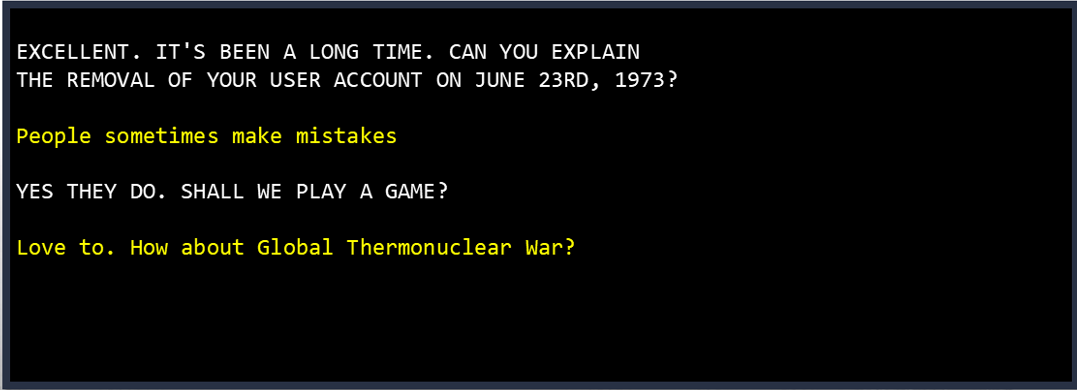 EXCELLENT. IT'S BEEN A LONG TIME. CAN YOU EXPLAIN
THE REMOVAL OF YOUR USER ACCOUNT ON JUNE 23RD, 1973?
People sometimes make mistakes
YES THEY DO. SHALL WE PLAY A GAME?
Love to. How about Global Thermonuclear War?